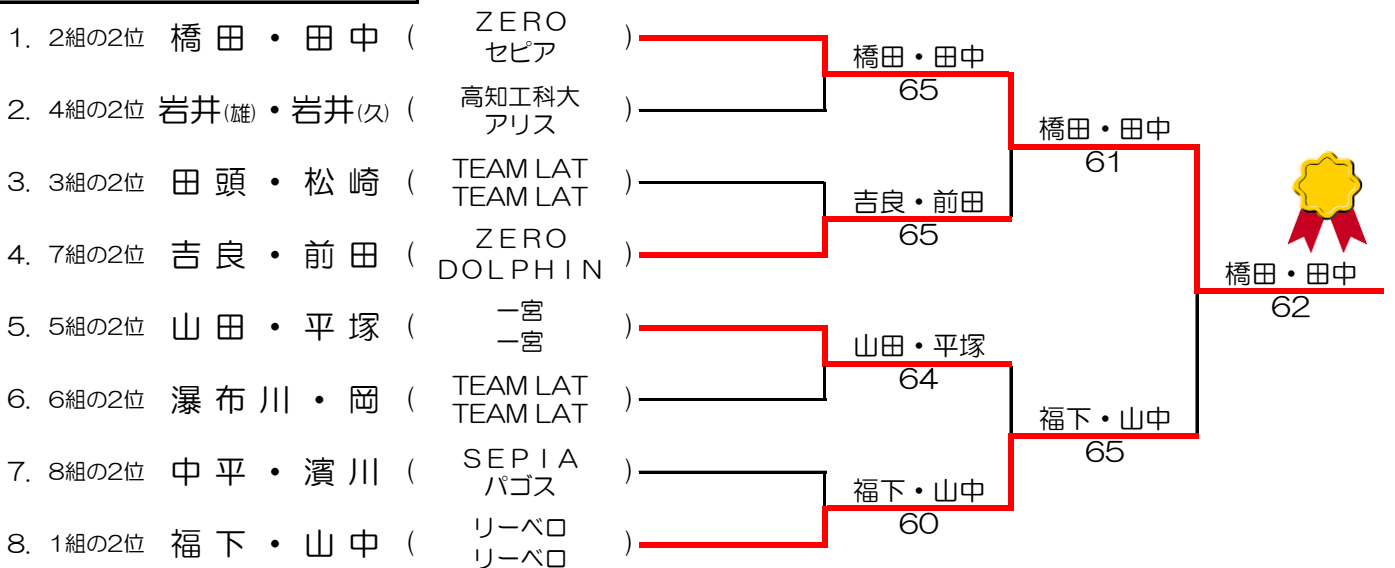 1. 2組の2位 橋田・田中 ( ZERO
セピア )
橋田・田中
65
2. 4組の2位 岩井(雄)・岩井(久) ( 高知工科大
アリス )
橋田・田中
61
3. 3組の2位 田頭・松崎 ( TEAM LAT
TEAM LAT )
吉良・前田
65
4. 7組の2位 吉良・前田 ( ZERO
DOLPHIN )
橋田・田中
62
5. 5組の2位 山田・平塚 ( 一宮
一宮 )
山田・平塚
64
6. 6組の2位 瀑布川・岡 ( TEAM LAT
TEAM LAT )
福下・山中
65
7. 8組の2位 中平・濱川 ( SEPIA
パゴス )
福下・山中
60
8. 1組の2位 福下・山中 ( リーベロ
リーベロ )